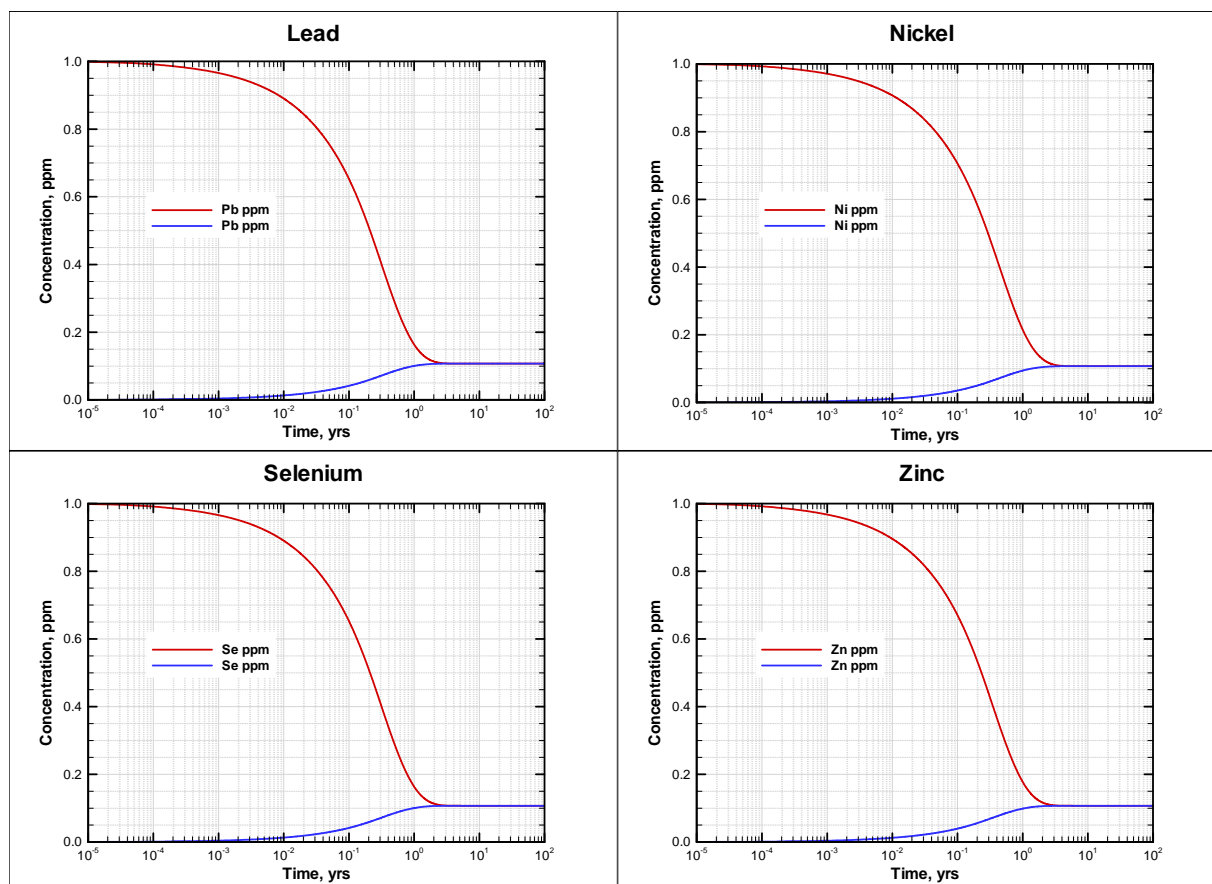 Lead
1.0
0.8
0.6
0.4
0.2
0.0
Concentration, ppm
Pb ppm
Pb ppm
10-5 10-4 10-3 10-2 10-1 100 101 102
Time, yrs
Nickel
1.0
0.8
0.6
0.4
0.2
0.0
Concentration, ppm
Ni ppm
Ni ppm
10-5 10-4 10-3 10-2 10-1 100 101 102
Time, yrs
Selenium
1.0
0.8
0.6
0.4
0.2
0.0
Concentration, ppm
Se ppm
Se ppm
10-5 10-4 10-3 10-2 10-1 100 101 102
Time, yrs
Zinc
1.0
0.8
0.6
0.4
0.2
0.0
Concentration, ppm
Zn ppm
Zn ppm
10-5 10-4 10-3 10-2 10-1 100 101 102
Time, yrs